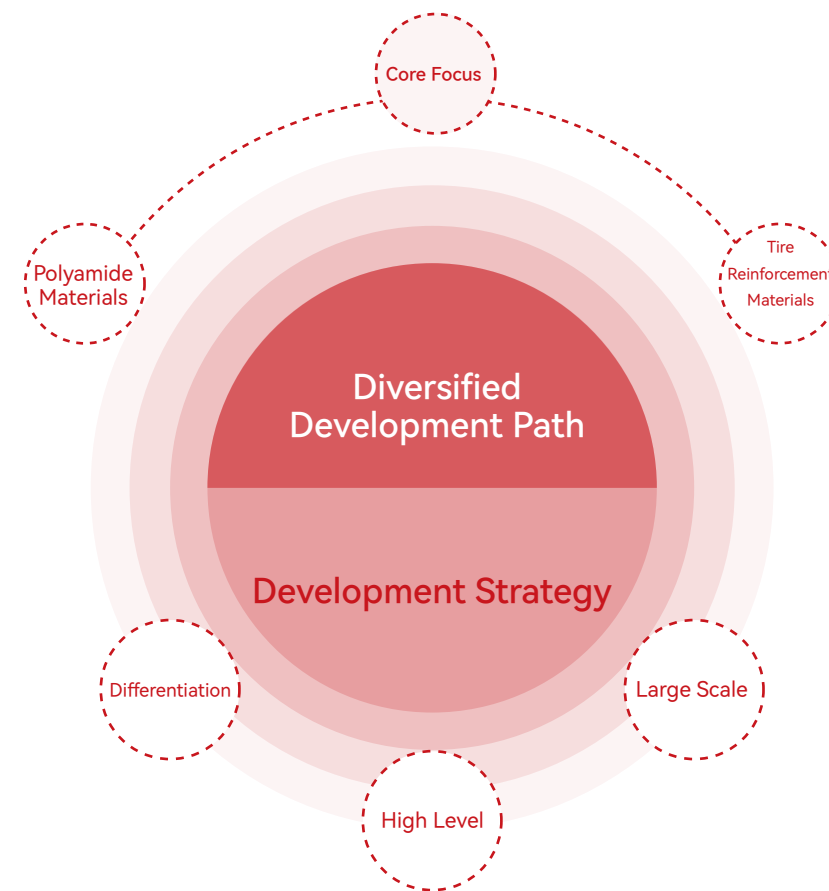 Core Focus
Polyamide
Materials
Tire
Reinforcement
Materials
Diversified
Development Path
Development Strategy
Differentiation
Large Scale
High Level